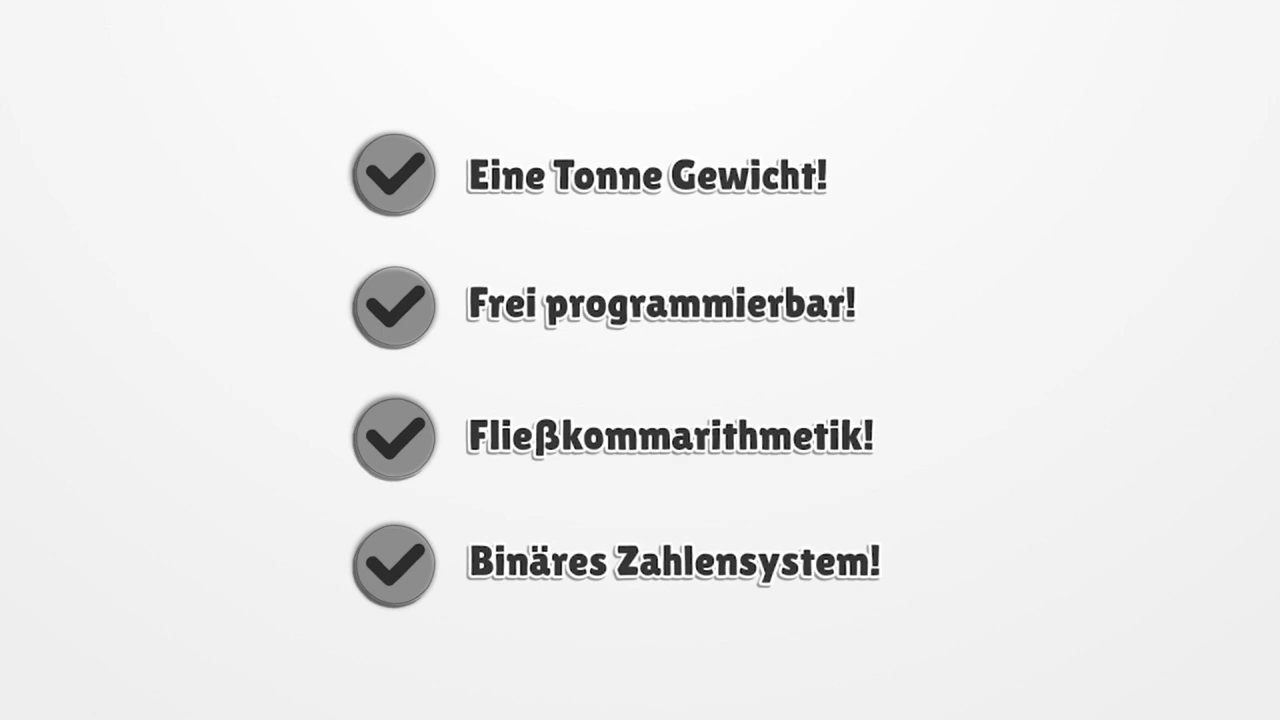 Eine Tonne Gewicht!
Frei programmierbar!
Fließkommarithmetik!
Binäres Zahlensystem!